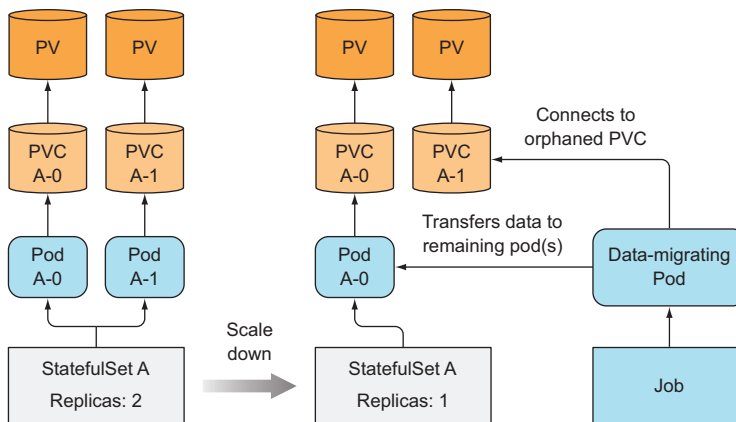 PV
PV
PVC
A-0
PVC
A-1
Pod
A-0
Pod
A-1
StatefulSet A
Replicas: 2
Scale
down
PV
PV
PVC
A-0
PVC
A-1
Connects to
orphaned PVC
Transfers data to
remaining pod(s)
Pod
A-0
Data-migrating
Pod
StatefulSet A
Replicas: 1
Job